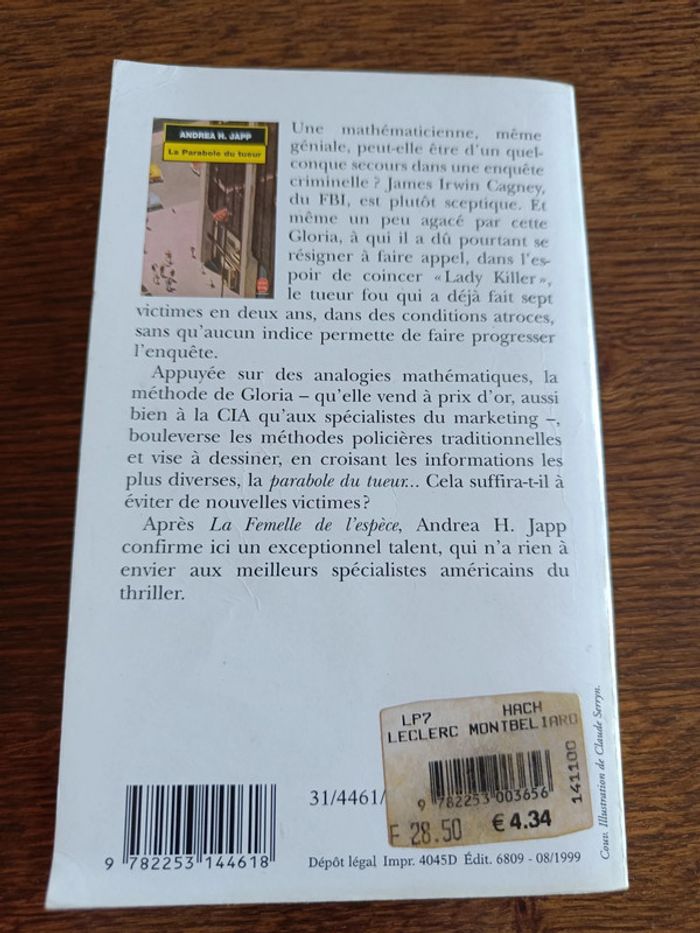 ANDREA H. JAPP
La Parabole du tueur
Une mathématicienne, même
géniale, peut-elle être d'un quel-
conque secours dans une enquête
criminelle ? James Irwin Cagney,
du FBI, est plutôt sceptique. Et
même un peu agacé par cette
Gloria, à qui il a dû pourtant se
résigner à faire appel, dans l'es-
poir de coincer « Lady Killer »,
le tueur fou qui a déjà fait sept
victimes en deux ans, dans des conditions atroces,
sans qu'aucun indice permette de faire progresser
l'enquête.
Appuyée sur des analogies mathématiques, la
méthode de Gloria – qu'elle vend à prix d'or, aussi
bien à la CIA qu'aux spécialistes du marketing –,
bouleverse les méthodes policières traditionnelles
et vise à dessiner, en croisant les informations les
plus diverses, la parabole du tueur... Cela suffira-t-il à
éviter de nouvelles victimes ?
Après La Femelle de l'espèce, Andrea H. Japp
confirme ici un exceptionnel talent, qui n'a rien à
envier aux meilleurs spécialistes américains du
thriller.
LP7 HACH
LECLERC MONTBELIARD
9 782253 003656
141100
F 28.50 € 4.34
31/4461/
9 782253 144618
Dépôt légal Impr. 4045D Édit. 6809 - 08/1999
Couv. Illustration de Claude Serryn.